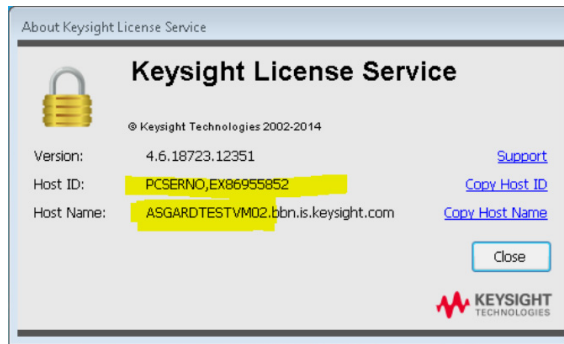 About Keysight License Service
Keysight License Service
© Keysight Technologies 2002-2014
Version: 4.6.18723.12351 Support
Host ID: PCSERNO,EX86955852 Copy Host ID
Host Name: ASGARDTESTVM02.bbn.is.keysight.com Copy Host Name
Close
KEYSIGHT
TECHNOLOGIES